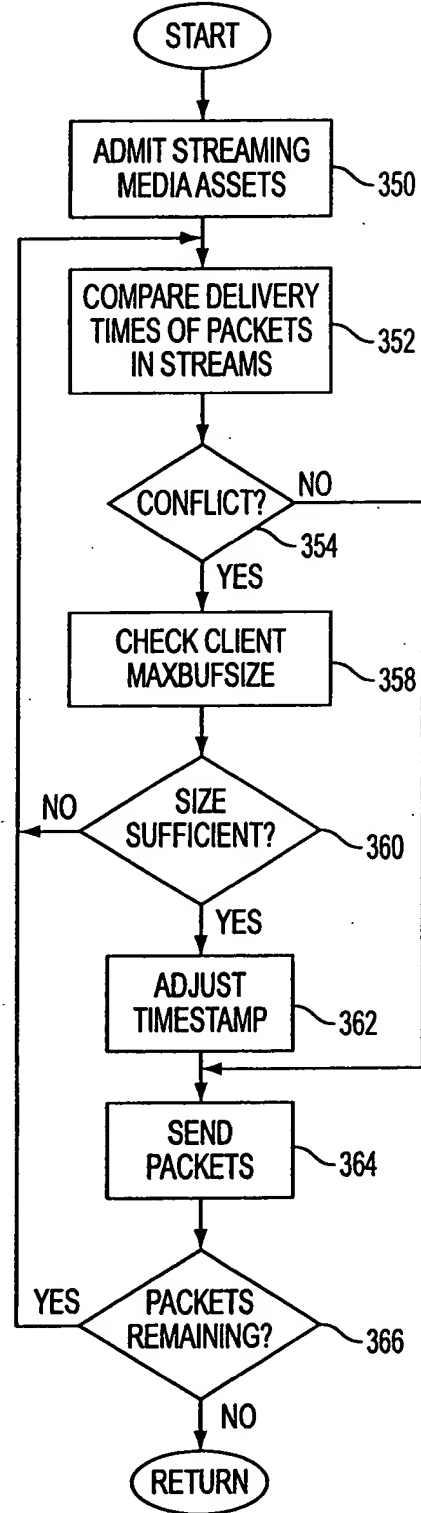 START
ADMIT STREAMING
MEDIA ASSETS
350
COMPARE DELIVERY
TIMES OF PACKETS
IN STREAMS
352
CONFLICT?
NO
354
YES
CHECK CLIENT
MAXBUFSIZE
358
NO
SIZE
SUFFICIENT?
360
YES
ADJUST
TIMESTAMP
362
SEND
PACKETS
364
YES
PACKETS
REMAINING?
366
NO
RETURN